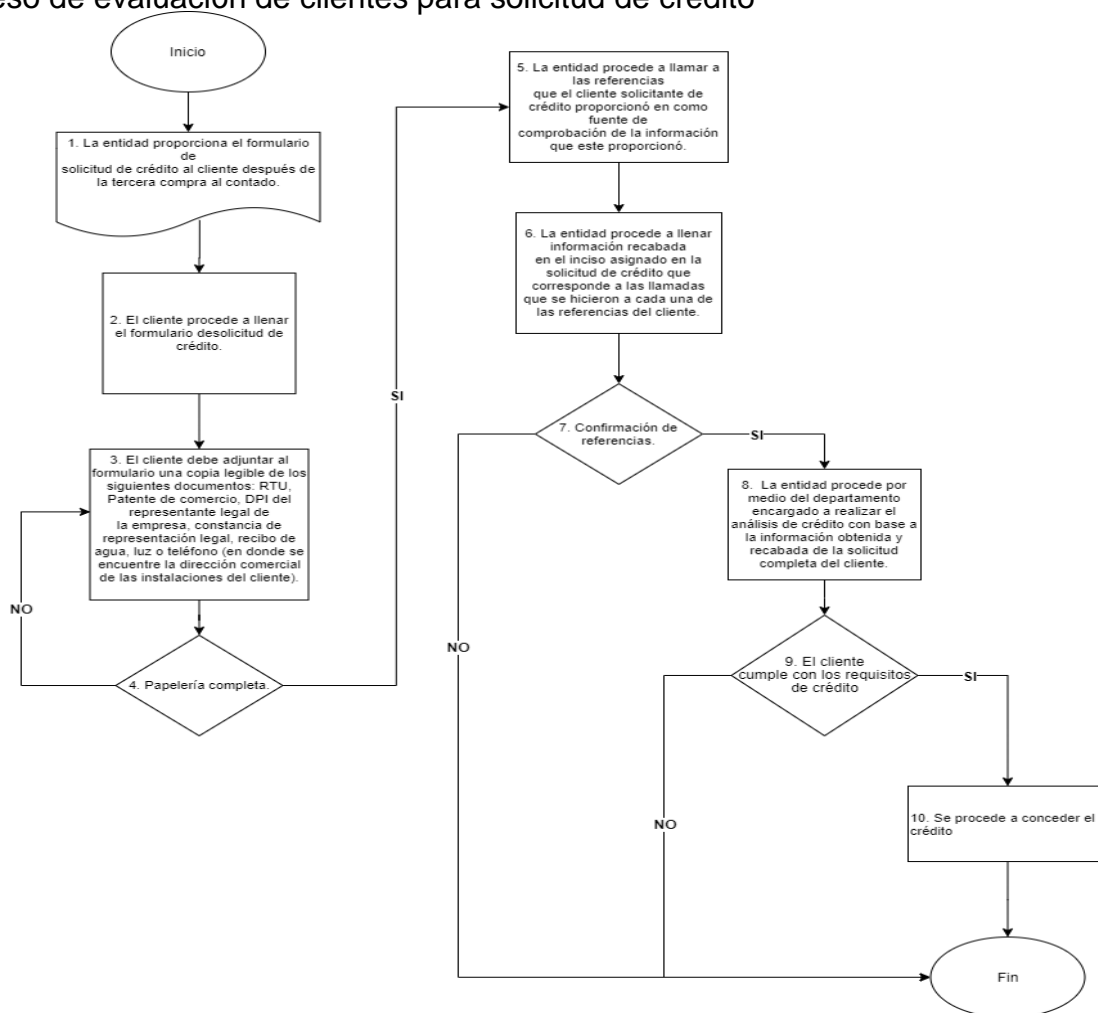 eso de evaluación de clientes para solicitud de crédito
Inicio
1. La entidad proporciona el formulario
de
solicitud de crédito al cliente después de
la tercera compra al contado.
2. El cliente procede a llenar
el formulario desolicitud de
crédito.
3. El cliente debe adjuntar al
formulario una copia legible de los
siguientes documentos: RTU,
Patente de comercio, DPI del
representante legal de
la empresa, constancia de
representación legal, recibo de
agua, luz o teléfono (en donde se
encuentre la dirección comercial
de las instalaciones del cliente).
NO
4. Papelería completa.
SI
5. La entidad procede a llamar a
las referencias
que el cliente solicitante de
crédito proporcionó en como
fuente de
comprobación de la información
que este proporcionó.
6. La entidad procede a llenar
información recabada
en el inciso asignado en la
solicitud de crédito que
corresponde a las llamadas
que se hicieron a cada una de
las referencias del cliente.
7. Confirmación de
referencias.
SI
NO
8. La entidad procede por
medio del departamento
encargado a realizar el
análisis de crédito con base a
la información obtenida y
recabada de la solicitud
completa del cliente.
9. El cliente
cumple con los requisitos
de crédito
SI
NO
10. Se procede a conceder el
crédito
Fin